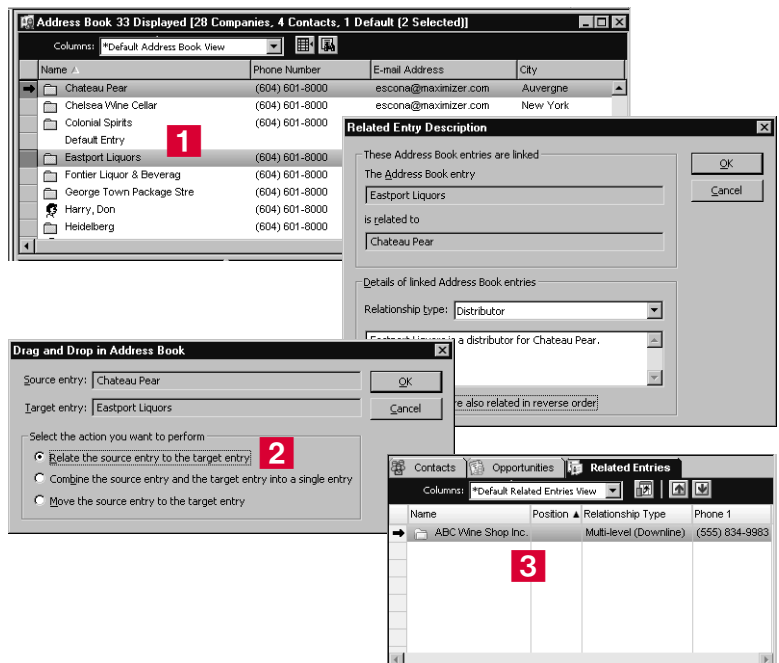 Address Book 33 Displayed [28 Companies, 4 Contacts, 1 Default (2 Selected)]
Columns: *Default Address Book View
Name Phone Number E-mail Address City
Chateau Pear (604) 601-8000 escona@maximizer.com Auvergne
Chelsea Wine Cellar (604) 601-8000 escona@maximizer.com New York
Colonial Spirits (604) 601-8000
Default Entry
1
Eastport Liquors (604) 601-8000
Fontier Liquor & Beverag (604) 601-8000
George Town Package Stre (604) 601-8000
Harry, Don (604) 601-8000
Heidelberg (604) 601-8000
Related Entry Description
These Address Book entries are linked
The Address Book entry
Eastport Liquors
is related to
Chateau Pear
OK
Cancel
Details of linked Address Book entries
Relationship type: Distributor
is a distributor for Chateau Pear.
also related in reverse order
Drag and Drop in Address Book
Source entry: Chateau Pear
Target entry: Eastport Liquors
OK
Cancel
Select the action you want to perform
2
Relate the source entry to the target entry
Combine the source entry and the target entry into a single entry
Move the source entry to the target entry
Contacts Opportunities Related Entries
Columns: *Default Related Entries View
Name Position Relationship Type Phone 1
ABC Wine Shop Inc. Multi-level (Downline) (555) 834-9983
3